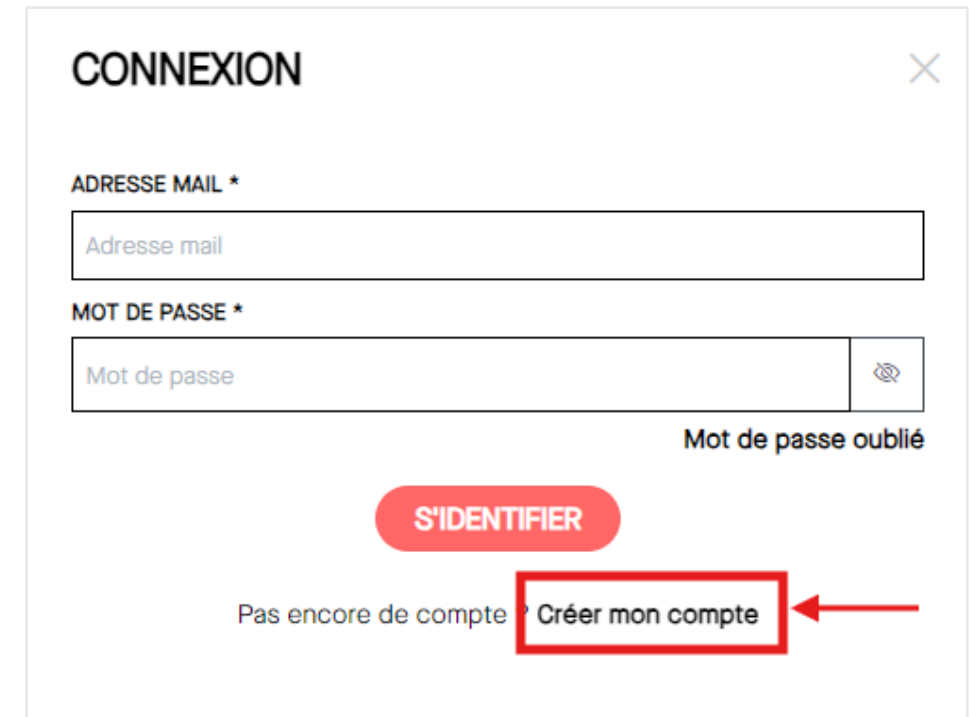 CONNEXION
ADRESSE MAIL *
Adresse mail
MOT DE PASSE *
Mot de passe
Mot de passe oublié
S'IDENTIFIER
Pas encore de compte ? Créer mon compte